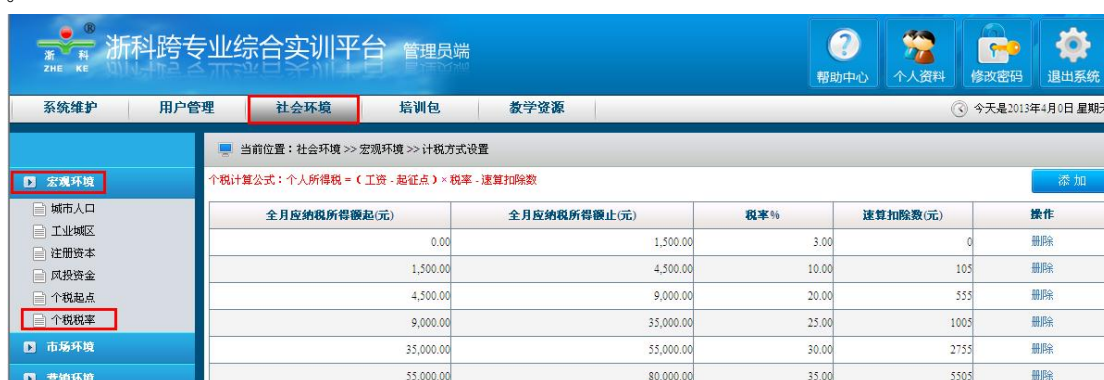 浙科 ZHE KE ® 浙科跨专业综合实训平台 管理员端
帮助中心 个人资料 修改密码 退出系统
系统维护 用户管理 社会环境 培训包 教学资源 今天是2013年4月0日 星期天
当前位置：社会环境 >> 宏观环境 >> 计税方式设置
宏观环境
城市人口
工业城区
注册资本
风投资金
个税起点
个税税率
市场环境
营销环境
个税计算公式：个人所得税 = ( 工资 - 起征点 ) × 税率 - 速算扣除数 添 加
全月应纳税所得额起(元) 全月应纳税所得额止(元) 税率% 速算扣除数(元) 操作
0.00 1,500.00 3.00 0 删除
1,500.00 4,500.00 10.00 105 删除
4,500.00 9,000.00 20.00 555 删除
9,000.00 35,000.00 25.00 1005 删除
35,000.00 55,000.00 30.00 2755 删除
55,000.00 80,000.00 35.00 5505 删除